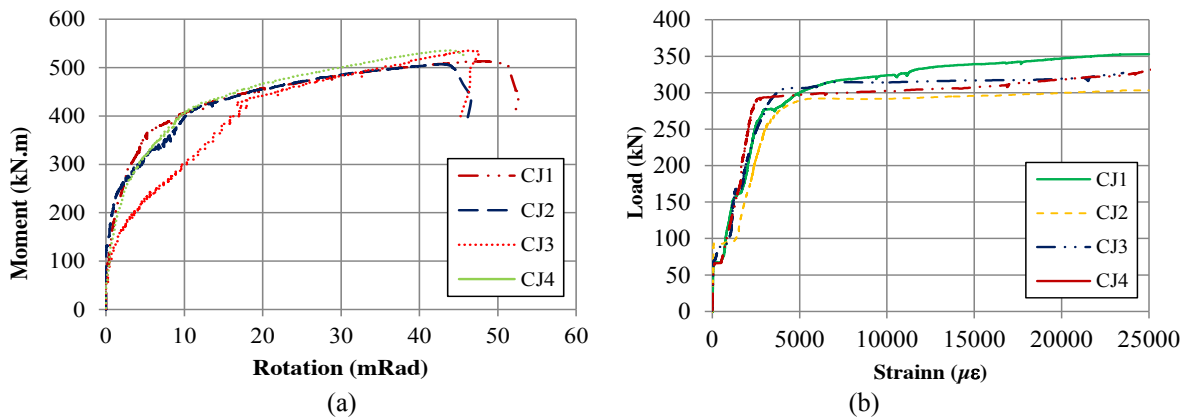 600
500
400
300
200
100
0
Moment (kN.m)
0 10 20 30 40 50 60
Rotation (mRad)
CJ1
CJ2
CJ3
CJ4
(a)
400
350
300
250
200
150
100
50
0
Load (kN)
0 5000 10000 15000 20000 25000
Strainn (με)
CJ1
CJ2
CJ3
CJ4
(b)